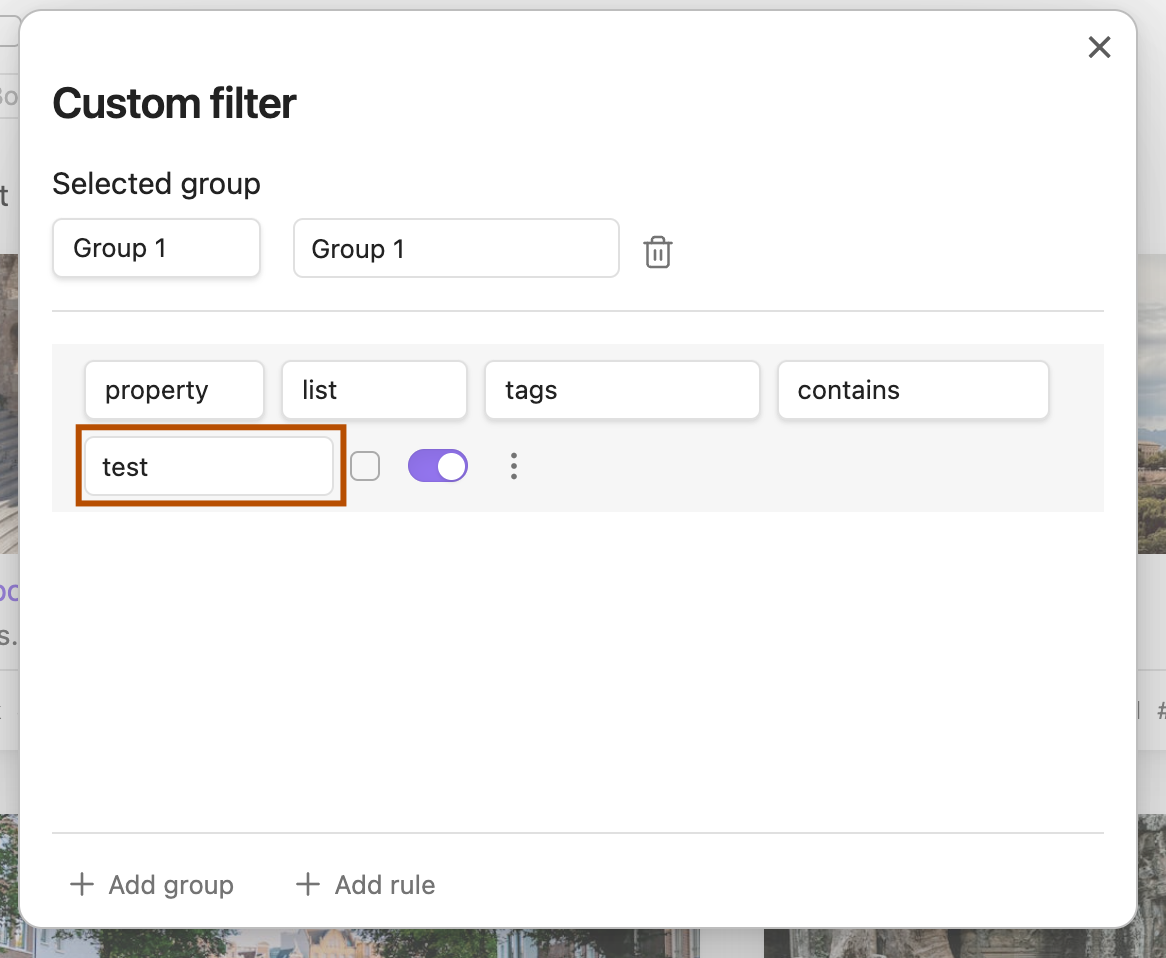 Custom filter
Selected group
Group 1 Group 1
property list tags contains
test
+ Add group + Add rule